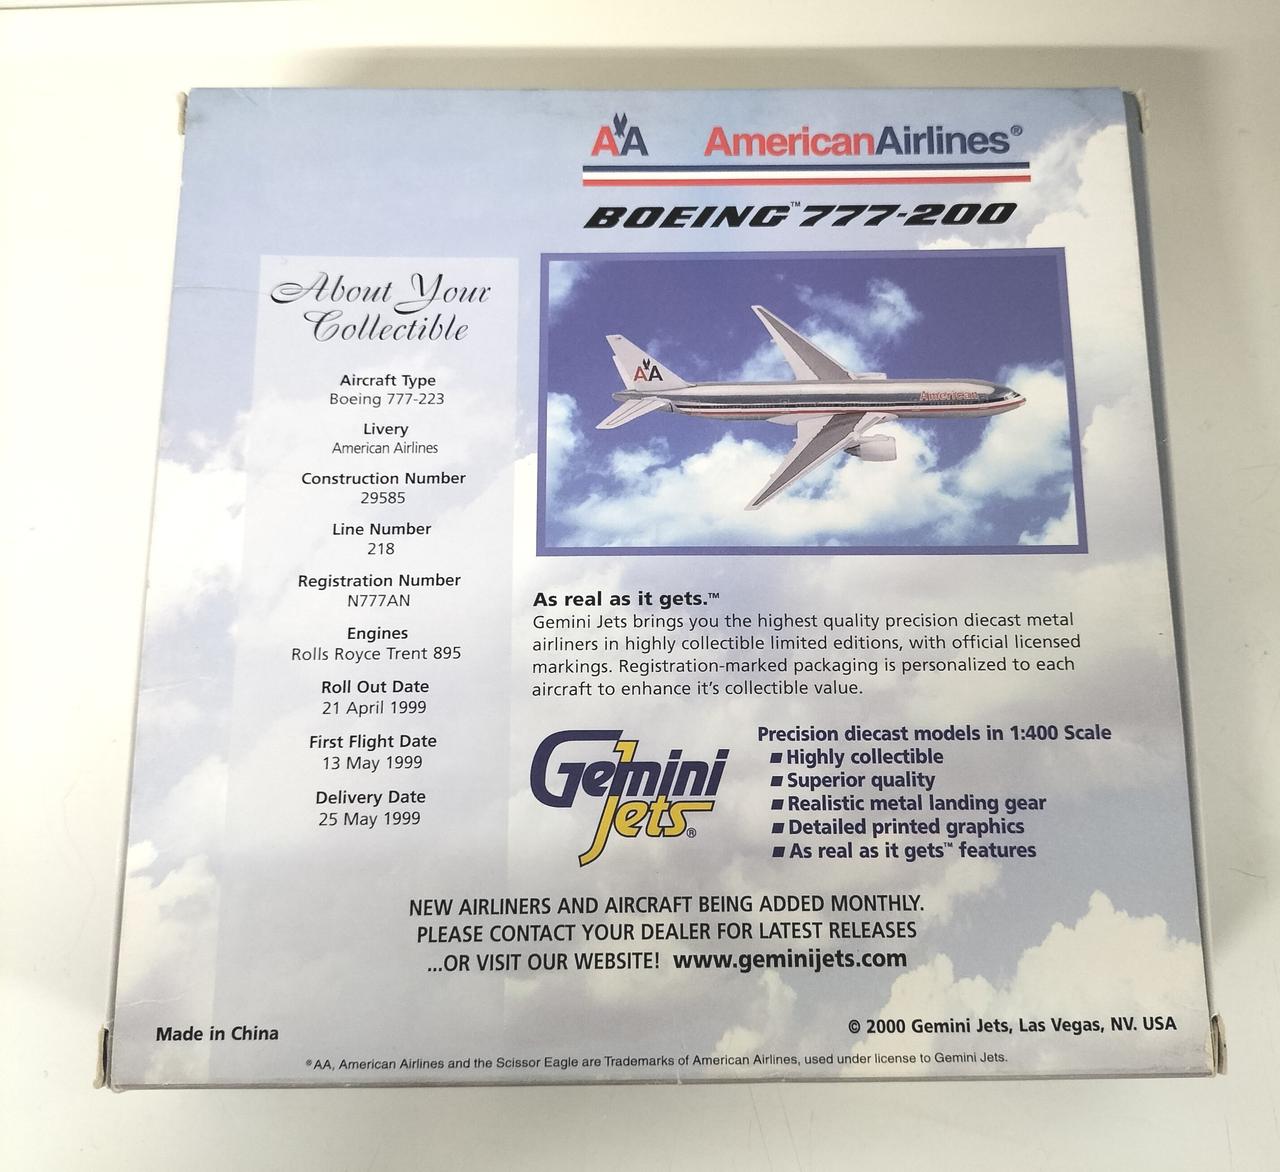 AA AmericanAirlines®
BOEING™ 777-200
About Your
Collectible
Aircraft Type
Boeing 777-223
Livery
American Airlines
Construction Number
29585
Line Number
218
Registration Number
N777AN
Engines
Rolls Royce Trent 895
Roll Out Date
21 April 1999
First Flight Date
13 May 1999
Delivery Date
25 May 1999
AA
American
As real as it gets.™
Gemini Jets brings you the highest quality precision diecast metal
airliners in highly collectible limited editions, with official licensed
markings. Registration-marked packaging is personalized to each
aircraft to enhance it's collectible value.
Gemini
Jets®
Precision diecast models in 1:400 Scale
■ Highly collectible
■ Superior quality
■ Realistic metal landing gear
■ Detailed printed graphics
■ As real as it gets™ features
NEW AIRLINERS AND AIRCRAFT BEING ADDED MONTHLY.
PLEASE CONTACT YOUR DEALER FOR LATEST RELEASES
...OR VISIT OUR WEBSITE! www.geminijets.com
Made in China
© 2000 Gemini Jets, Las Vegas, NV. USA
®AA, American Airlines and the Scissor Eagle are Trademarks of American Airlines, used under license to Gemini Jets.